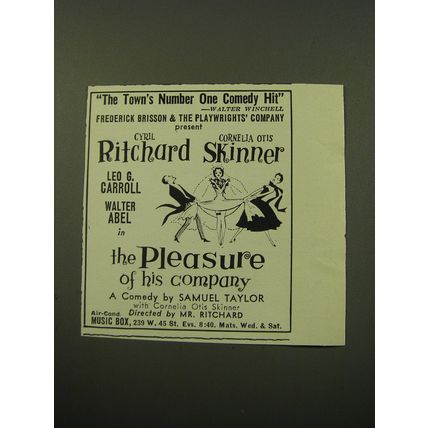 "The Town's Number One Comedy Hit"
—WALTER WINCHELL
FREDERICK BRISSON & THE PLAYWRIGHTS' COMPANY
present
CYRIL CORNELIA OTIS
Ritchard Skinner
LEO G.
CARROLL
WALTER
ABEL
in
the Pleasure
of his company
A Comedy by SAMUEL TAYLOR
with Cornelia Otis Skinner
Air-Cond. Directed by MR. RITCHARD
MUSIC BOX, 239 W. 45 St. Evs. 8:40. Mats. Wed. & Sat.